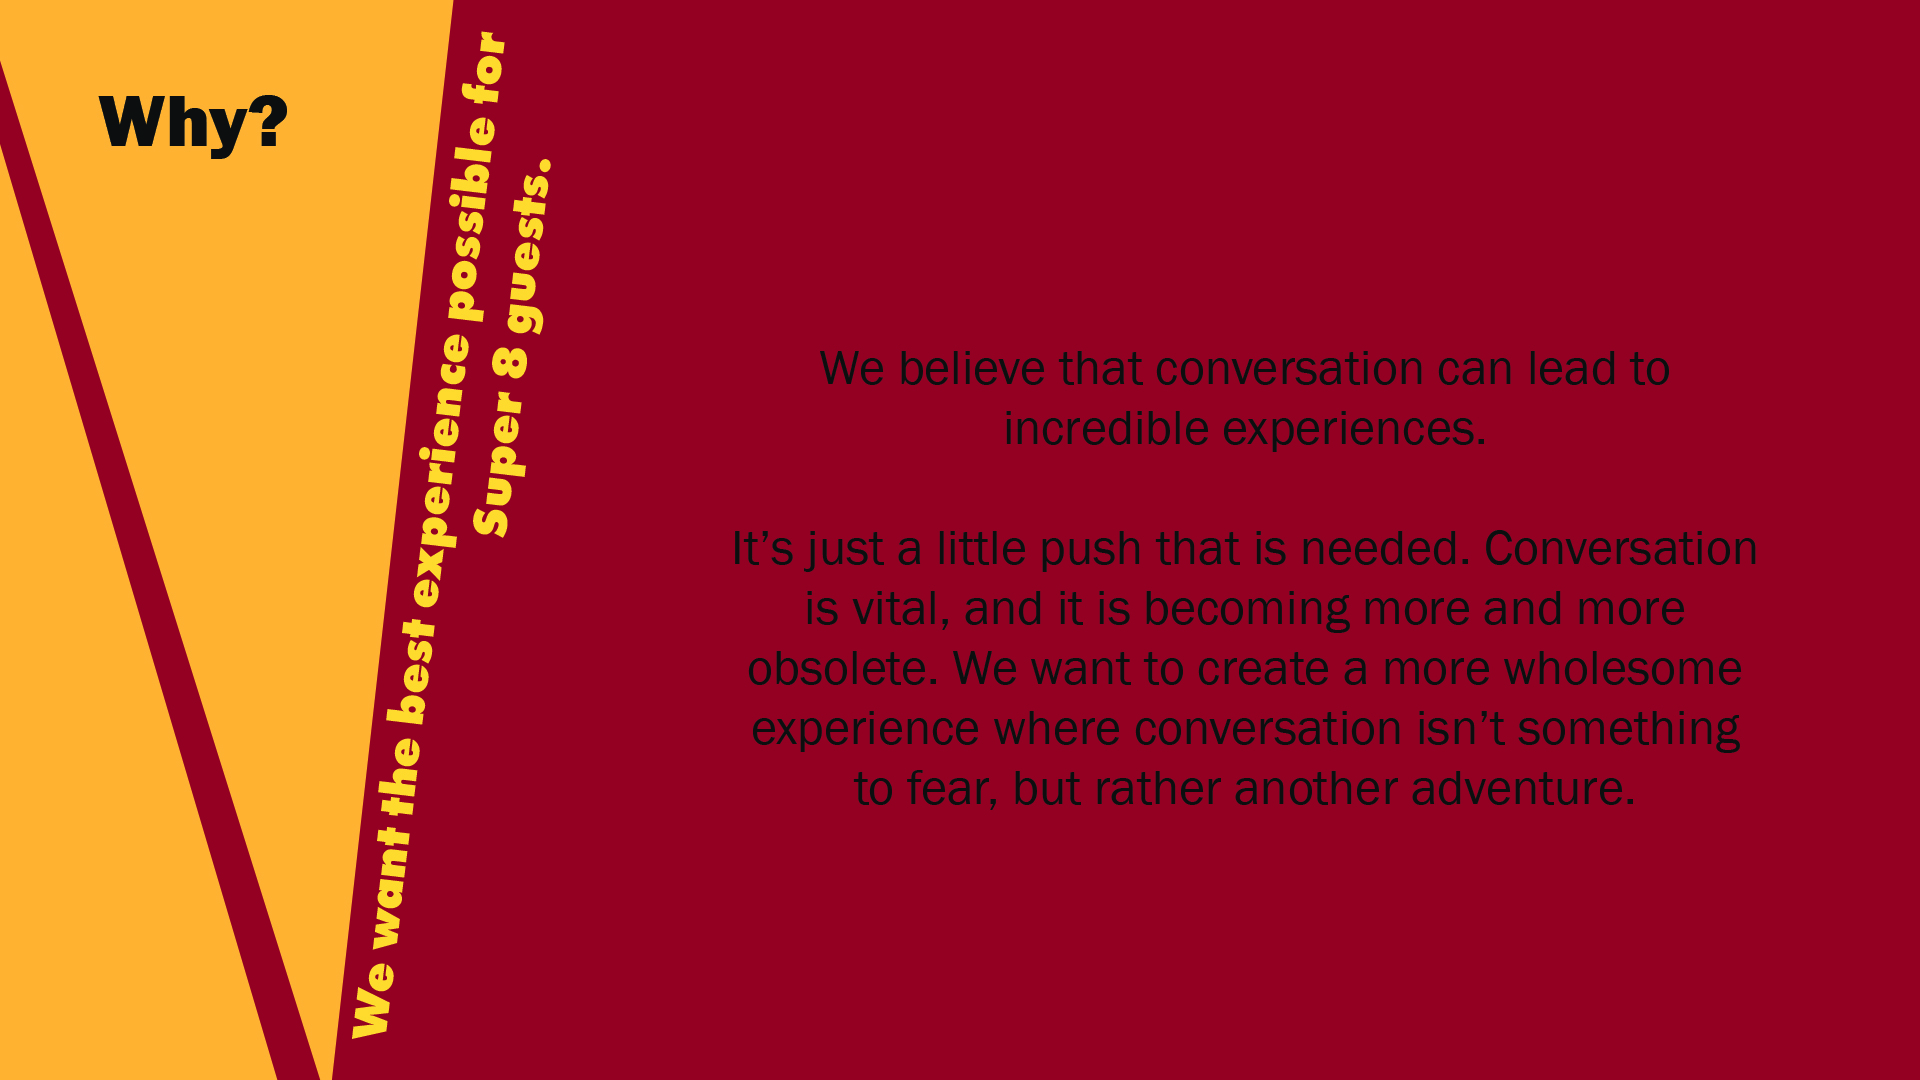 Why?
We want the best experience possible for
Super 8 guests.
We believe that conversation can lead to
incredible experiences.
It’s just a little push that is needed. Conversation
is vital, and it is becoming more and more
obsolete. We want to create a more wholesome
experience where conversation isn’t something
to fear, but rather another adventure.